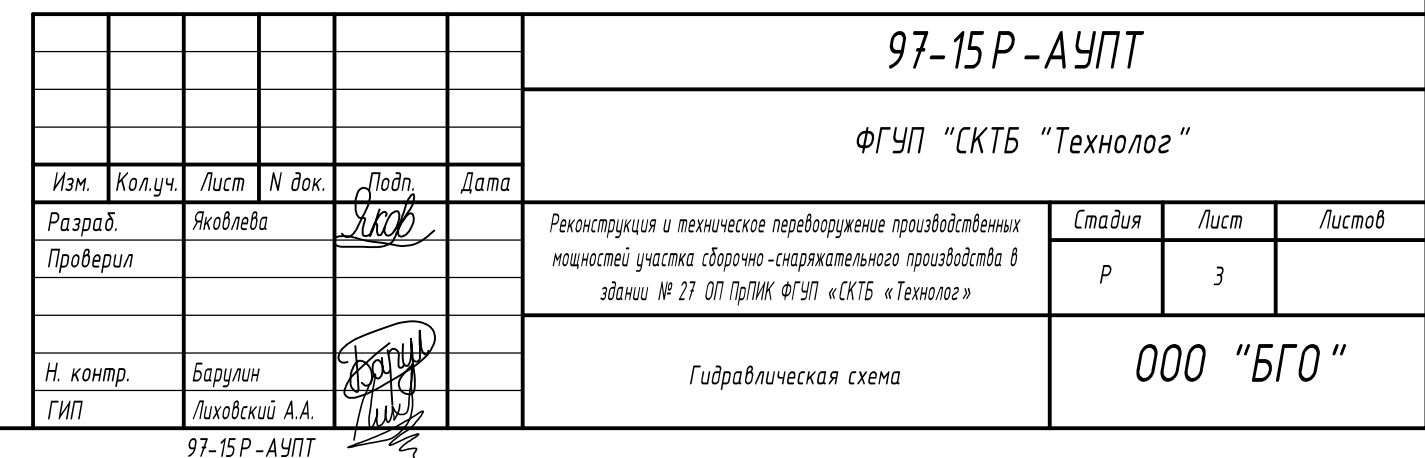 97-15Р-АУПТ
ФГУП "СКТБ "Технолог"
Изм. Кол.уч. Лист N док. Подп. Дата
Разраб. Яковлева Яков
Реконструкция и техническое перевооружение производственных
мощностей участка сборочно-снаряжательного производства в
здании № 27 ОП ПрПИК ФГУП «СКТБ «Технолог»
Стадия Лист Листов
Р 3
Проверил
Н. контр. Барулин Барул
ГИП Лиховский А.А.
Гидравлическая схема
ООО "БГО"
97-15Р-АУПТ